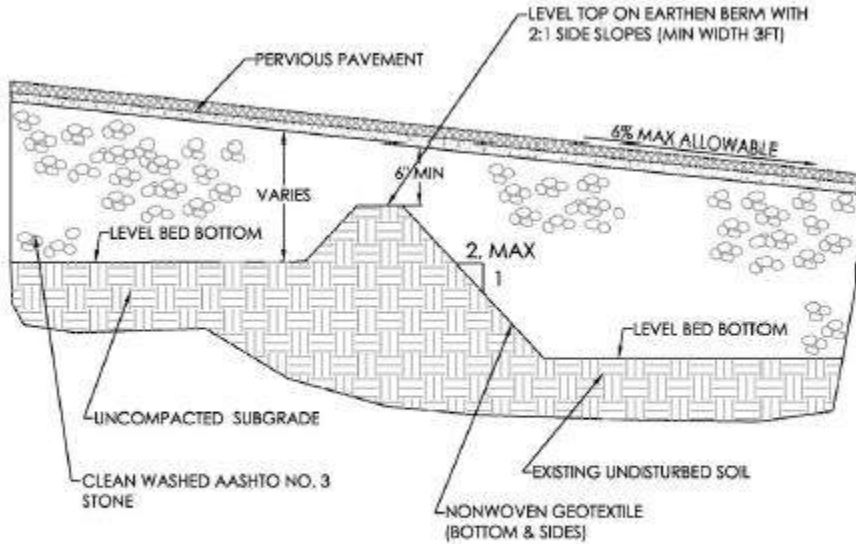 LEVEL TOP ON EARTHEN BERM WITH
2:1 SIDE SLOPES (MIN WIDTH 3FT)
PERVIOUS PAVEMENT
6% MAX ALLOWABLE
VARIES
6" MIN
LEVEL BED BOTTOM
2, MAX
1
LEVEL BED BOTTOM
UNCOMPACTED SUBGRADE
CLEAN WASHED AASHTO NO. 3
STONE
EXISTING UNDISTURBED SOIL
NONWOVEN GEOTEXTILE
(BOTTOM & SIDES)